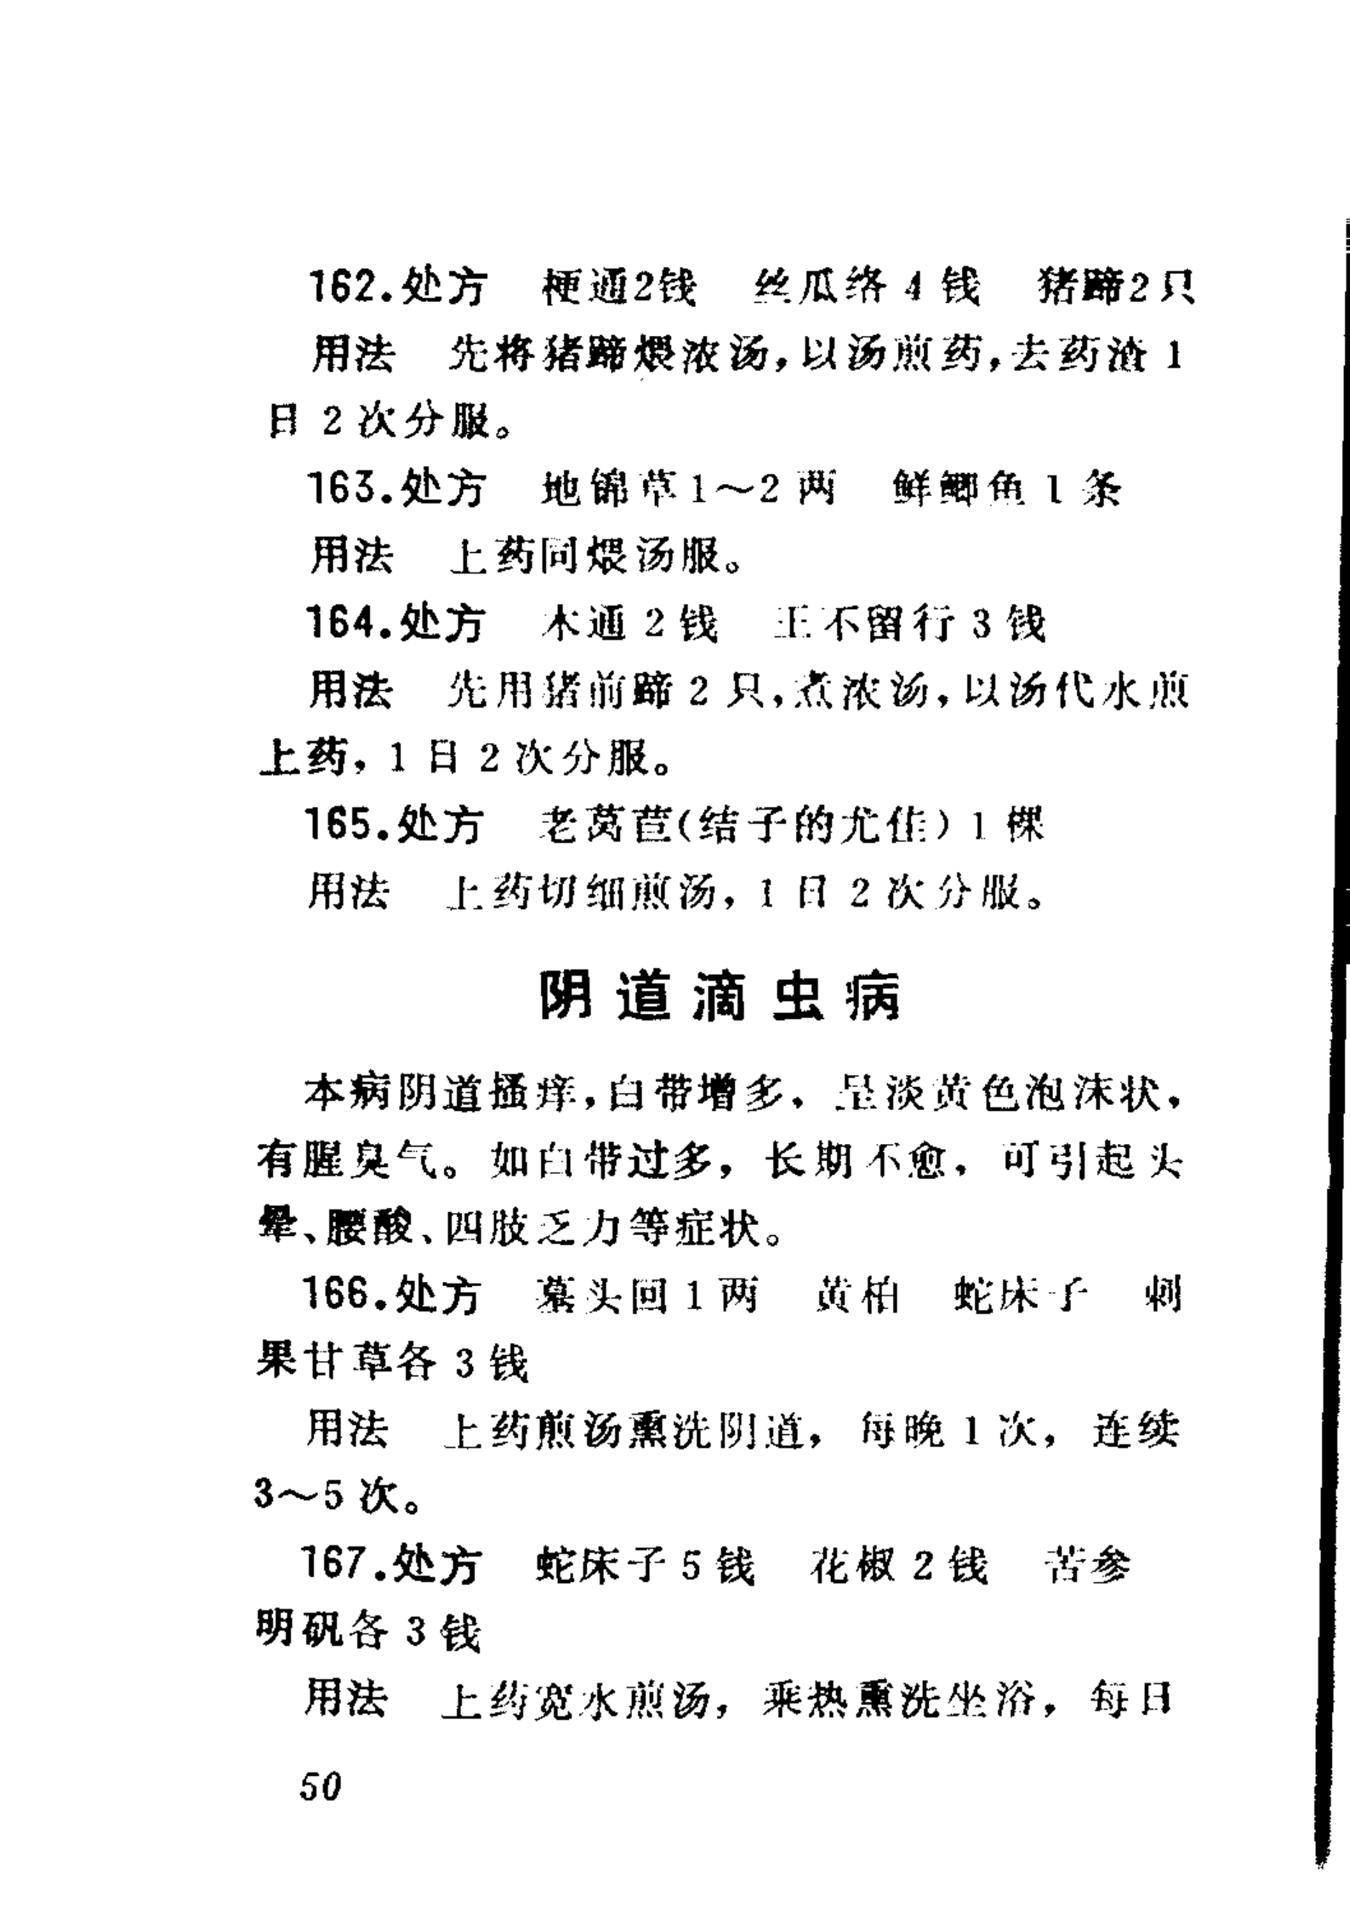 162.处方 梗通2钱 丝瓜络4钱 猪蹄2只
用法 先将猪蹄煨浓汤，以汤煎药，去药渣1
日2次分服。
163.处方 地锦草1～2两 鲜鲫鱼1条
用法 上药同煨汤服。
164.处方 木通2钱 王不留行3钱
用法 先用猪前蹄2只，煮浓汤，以汤代水煎
上药，1日2次分服。
165.处方 老莴苣(结子的尤佳)1棵
用法 上药切细煎汤，1日2次分服。
阴道滴虫病
本病阴道搔痒，白带增多，呈淡黄色泡沫状，
有腥臭气。如白带过多，长期不愈，可引起头
晕、腰酸、四肢乏力等症状。
166.处方 墓头回1两 黄柏 蛇床子 刺
果甘草各3钱
用法 上药煎汤熏洗阴道，每晚1次，连续
3～5次。
167.处方 蛇床子5钱 花椒2钱 苦参
明矾各3钱
用法 上药宽水煎汤，乘热熏洗坐浴，每日
50